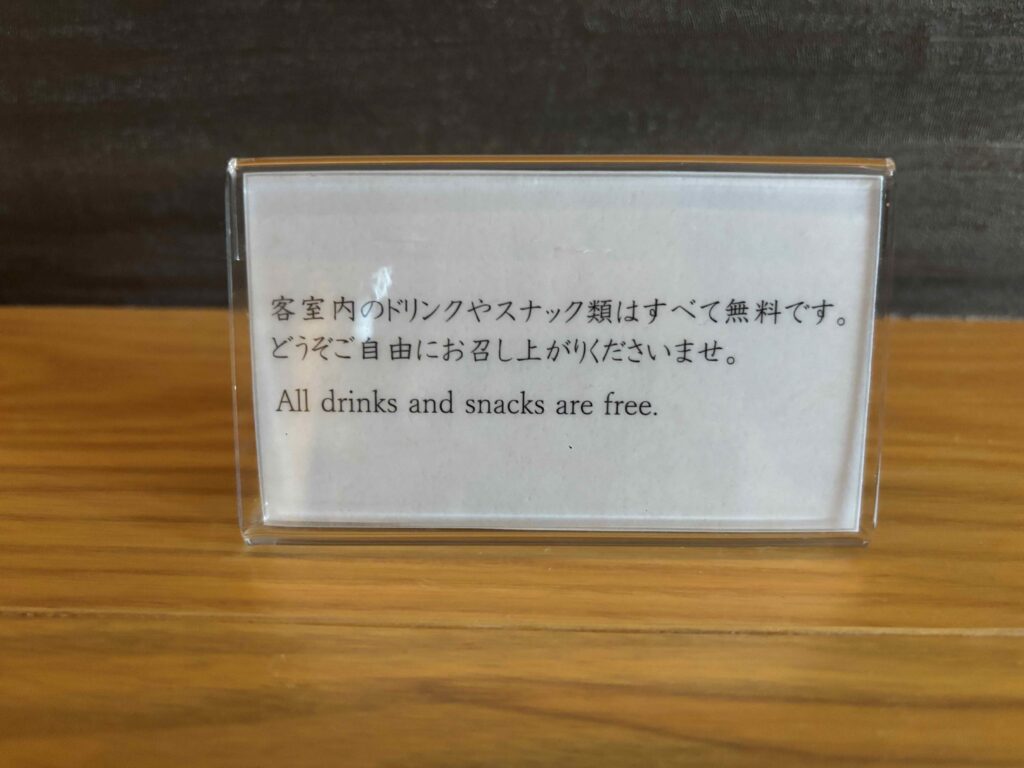 客室内のドリンクやスナック類はすべて無料です。
どうぞご自由にお召し上がりくださいませ。
All drinks and snacks are free.